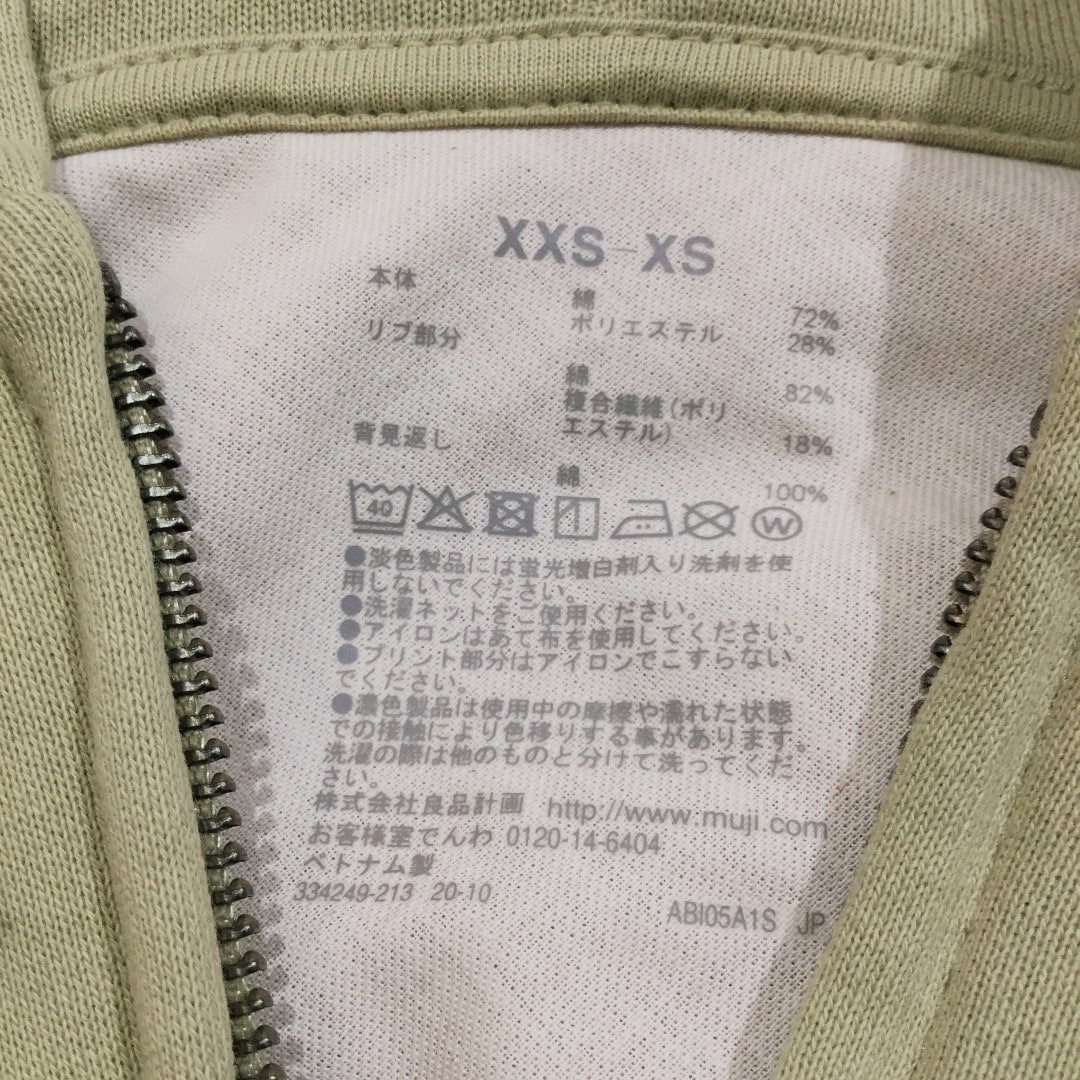 XXS-XS
本体
綿 72%
ポリエステル 28%
リブ部分
綿 82%
複合繊維(ポリ
エステル) 18%
背見返し
綿 100%
40 W
●淡色製品には蛍光増白剤入り洗剤を使
用しないでください。
●洗濯ネットをご使用ください。
●アイロンはあて布を使用してください。
●プリント部分はアイロンでこすらない
でください。
●濃色製品は使用中の摩擦や濡れた状態
での接触により色移りする事があります。
洗濯の際は他のものと分けて洗ってくだ
さい。
株式会社良品計画 http://www.muji.com
お客様室でんわ 0120-14-6404
ベトナム製
334249-213 20-10
ABI05A1S JP